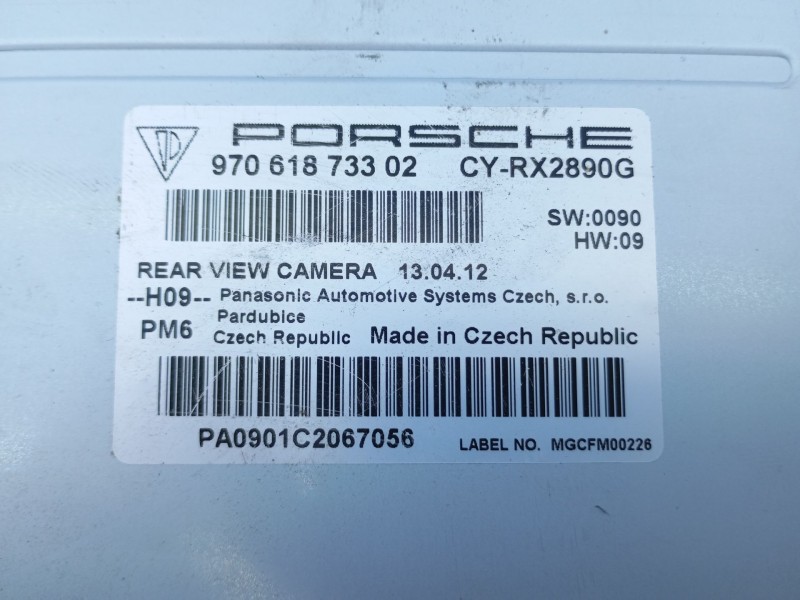 PORSCHE
970 618 733 02 CY-RX2890G
SW:0090
HW:09
REAR VIEW CAMERA 13.04.12
--H09-- Panasonic Automotive Systems Czech, s.r.o.
Pardubice
PM6 Czech Republic Made in Czech Republic
PA0901C2067056 LABEL NO. MGCFM00226